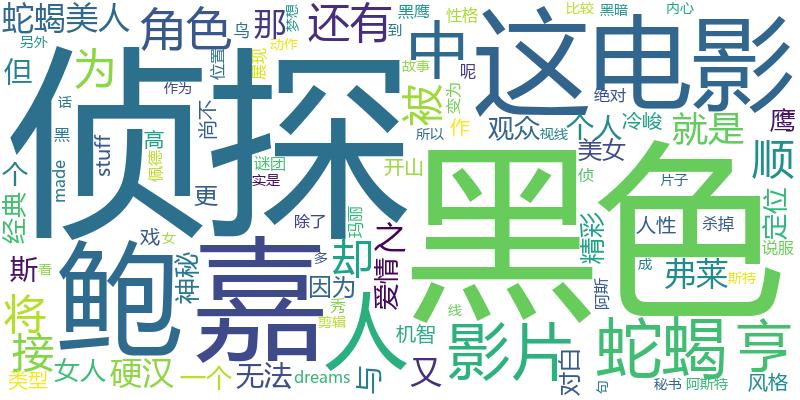 蛇蝎美人
角色
还有
那
黑鹰
梦想
到
性格
这电影
比较
黑暗
内心
另外
鸟
动作
但
为
侦探
作为
展现
位置
中
故事
呢
变为
被
作
绝对
鹰
话
黑
尚不
观众
视线
个人
冷峻
就是
所以
美女
stuff
made
佩德
高
谜团
实是
开山
侦
黑色
顺
个
经典
更
片子
定位
除了
玛丽
戏
女
鲍
嘉
却
爱情
之
精彩
人性
杀掉
说服
斯
看
神秘
因为
多
人
成
弗莱
斯特
阿斯
将
接
秀
剪辑
机智
影片
线
蛇蝎
亨
类型
女人
硬汉
一个
无法
dreams
与
又
对白
句
秘书
阿斯特
风格